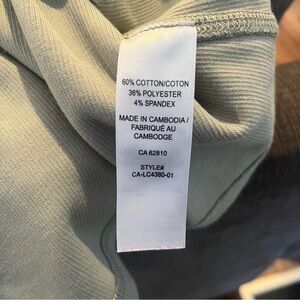 60% COTTON/COTON
36% POLYESTER
4% SPANDEX
MADE IN CAMBODIA /
FABRIQUÉ AU
CAMBODGE
CA 62810
STYLE#
CA-LC4380-01